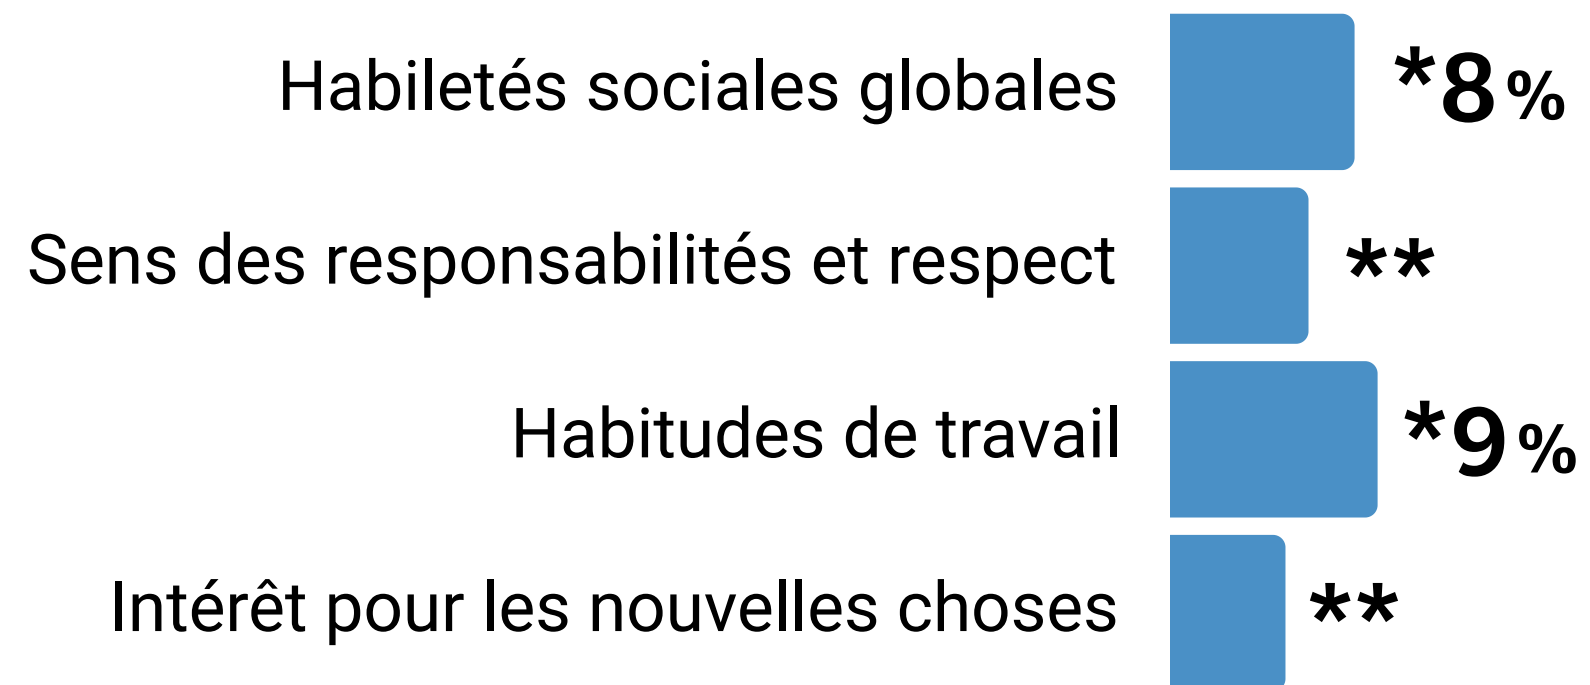 Habiletés sociales globales *8 %
Sens des responsabilités et respect **
Habitudes de travail *9 %
Intérêt pour les nouvelles choses **